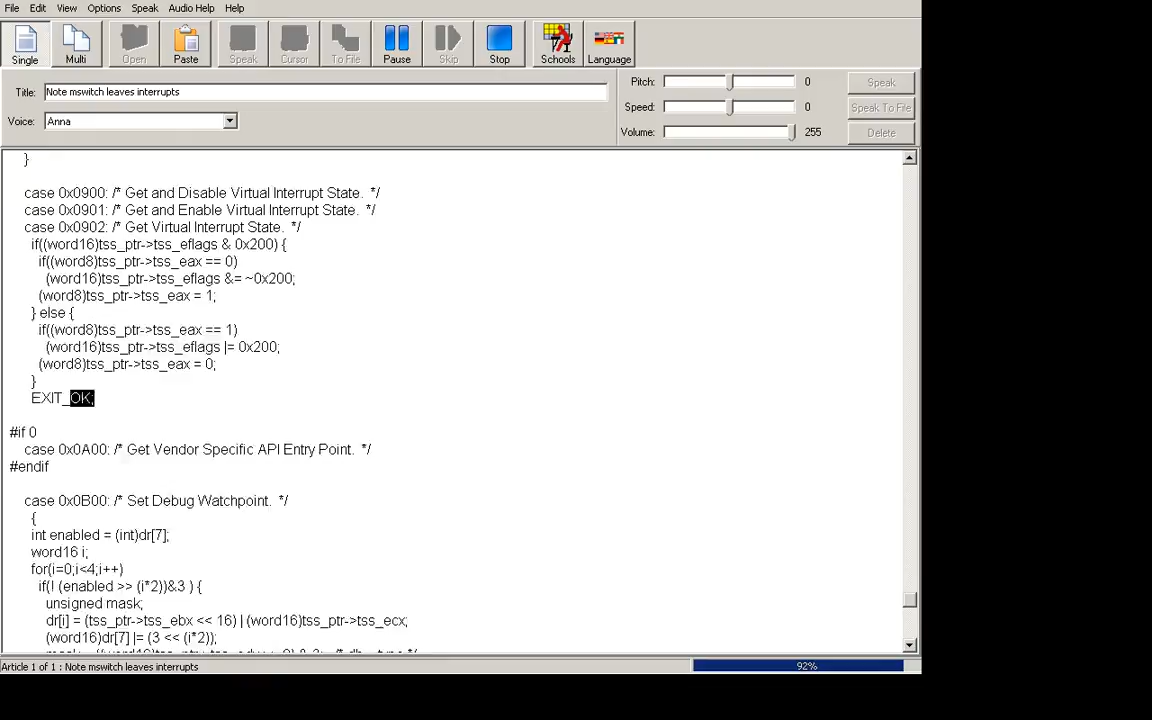 File Edit View Options Speak Audio Help Help
Single Multi Open Paste Speak Cursor To File Pause Skip Stop Schools Language
Title: Note mswitch leaves interrupts
Voice: Anna
Pitch: 0 Speak
Speed: 0 Speak To File
Volume: 255 Delete
}
case 0x0900: /* Get and Disable Virtual Interrupt State. */
case 0x0901: /* Get and Enable Virtual Interrupt State. */
case 0x0902: /* Get Virtual Interrupt State. */
if((word16)tss_ptr->tss_eflags & 0x200) {
if((word8)tss_ptr->tss_eax == 0)
(word16)tss_ptr->tss_eflags &= ~0x200;
(word8)tss_ptr->tss_eax = 1;
} else {
if((word8)tss_ptr->tss_eax == 1)
(word16)tss_ptr->tss_eflags |= 0x200;
(word8)tss_ptr->tss_eax = 0;
}
EXIT_OK;
#if 0
case 0x0A00: /* Get Vendor Specific API Entry Point. */
#endif
case 0x0B00: /* Set Debug Watchpoint. */
{
int enabled = (int)dr[7];
word16 i;
for(i=0;i<4;i++)
if(! (enabled >> (i*2))&3 ) {
unsigned mask;
dr[i] = (tss_ptr->tss_ebx << 16) | (word16)tss_ptr->tss_ecx;
(word16)dr[7] |= (3 << (i*2));
Article 1 of 1 : Note mswitch leaves interrupts 92%